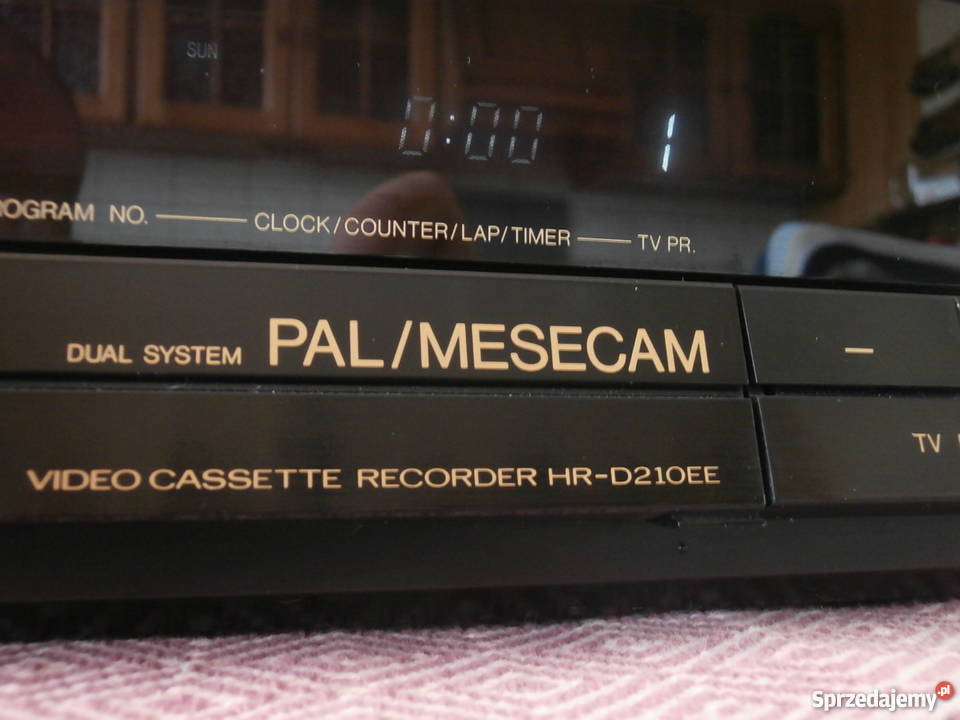 SUN
0:00 1
PROGRAM NO. CLOCK/COUNTER/LAP/TIMER TV PR.
DUAL SYSTEM PAL/MESECAM –
TV
VIDEO CASSETTE RECORDER HR-D210EE
Sprzedajemy.pl